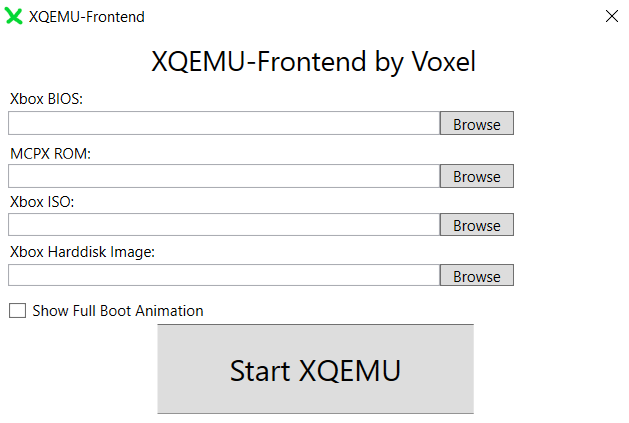 XQEMU-Frontend
XQEMU-Frontend by Voxel
Xbox BIOS:
Browse
MCPX ROM:
Browse
Xbox ISO:
Browse
Xbox Harddisk Image:
Browse
Show Full Boot Animation
Start XQEMU